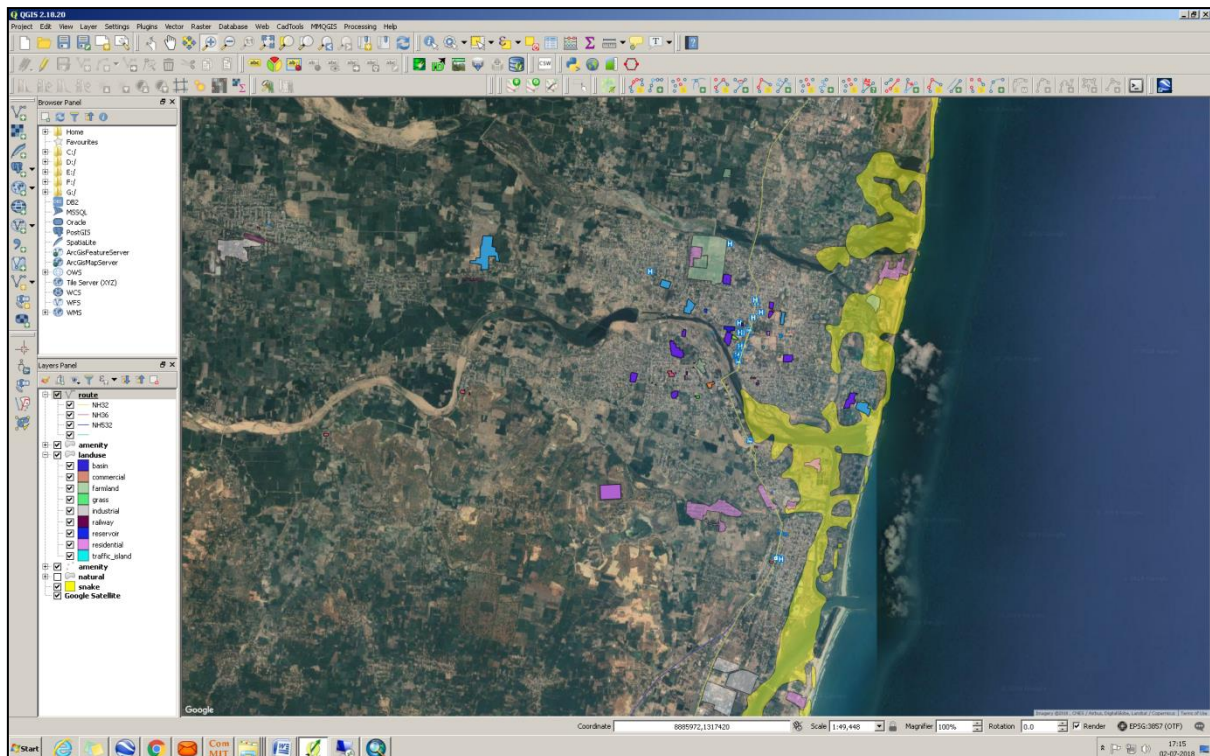 QGIS 2.18.20
Project Edit View Layer Settings Plugins Vector Raster Database Web CadTools MMQGIS Processing Help
Browser Panel
Home
Favourites
C:/
D:/
E:/
F:/
G:/
DB2
MSSQL
Oracle
PostGIS
SpatiaLite
ArcGisFeatureServer
ArcGisMapServer
OWS
Tile Server (XYZ)
WCS
WFS
WMS
Layers Panel
route
NH32
NH36
NH532
amenity
landuse
basin
commercial
farmland
grass
industrial
railway
reservoir
residential
traffic_island
amenity
natural
snake
Google Satellite
Google
Coordinate 8885972,1317420 Scale 1:49,448 Magnifier 100% Rotation 0.0 Render EPSG:3857 (OTF)
Start Com MIT 17:15
02-07-2018